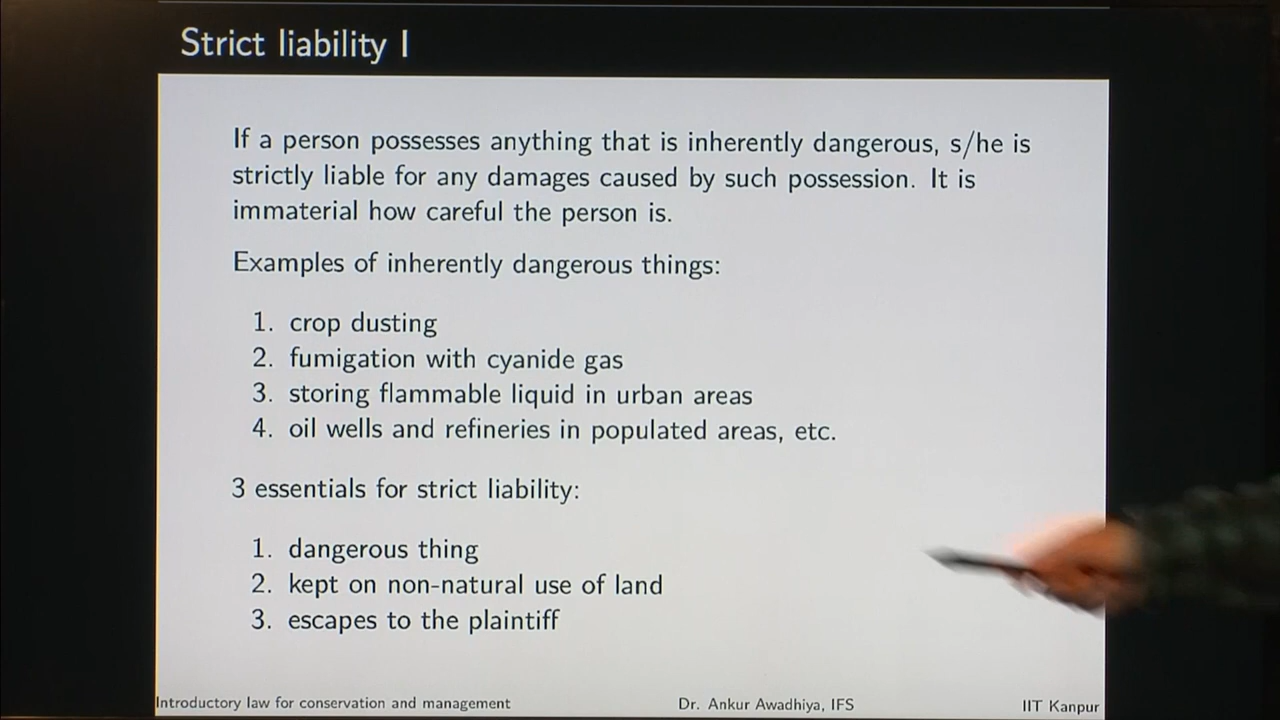 Strict liability I
If a person possesses anything that is inherently dangerous, s/he is
strictly liable for any damages caused by such possession. It is
immaterial how careful the person is.
Examples of inherently dangerous things:
1. crop dusting
2. fumigation with cyanide gas
3. storing flammable liquid in urban areas
4. oil wells and refineries in populated areas, etc.
3 essentials for strict liability:
1. dangerous thing
2. kept on non-natural use of land
3. escapes to the plaintiff
Introductory law for conservation and management Dr. Ankur Awadhiya, IFS IIT Kanpur